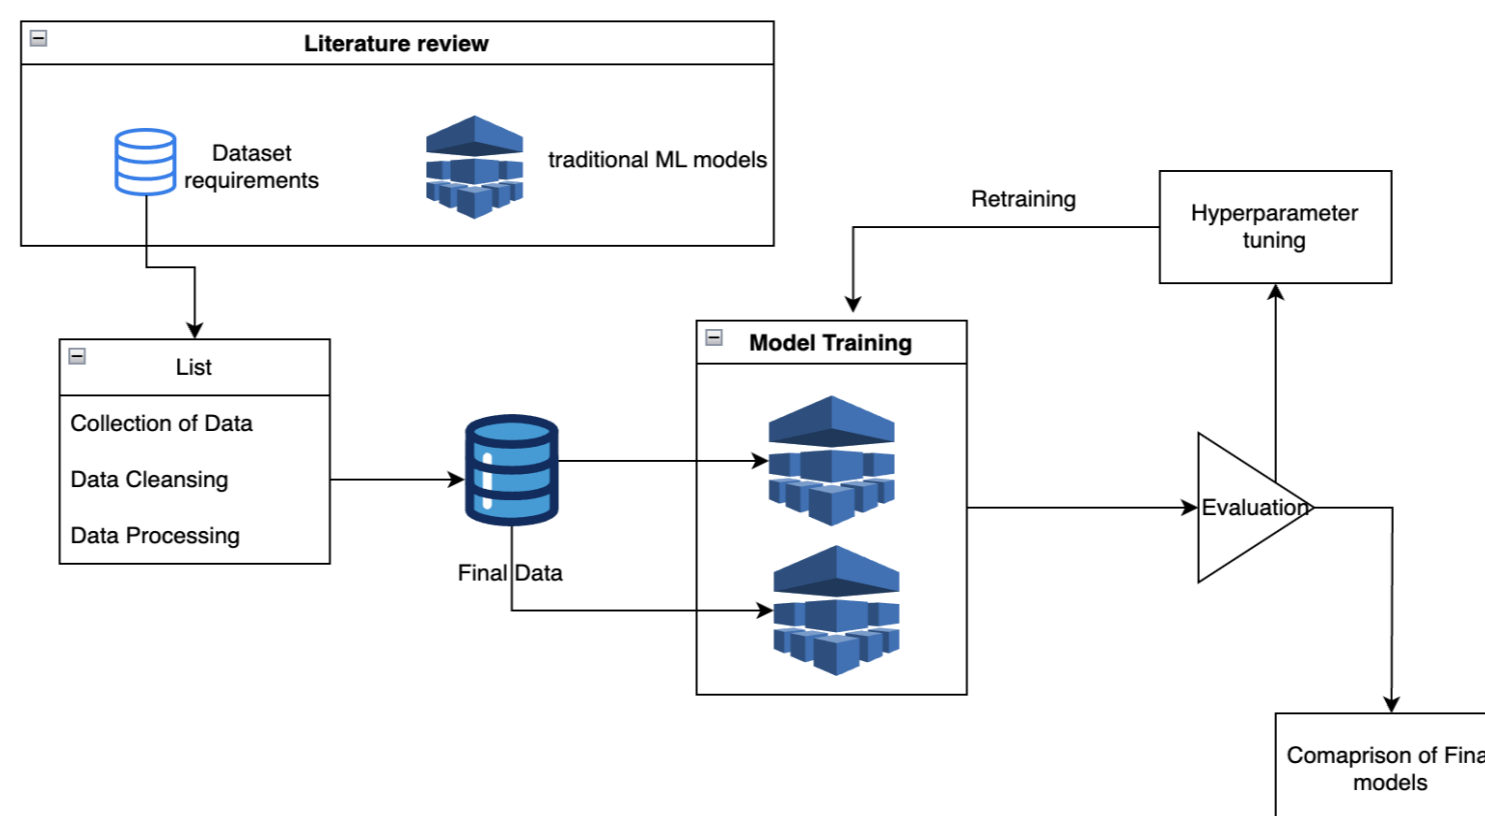 Literature review
Dataset
requirements
traditional ML models
Retraining
Hyperparameter
tuning
List
Collection of Data
Data Cleansing
Data Processing
Final Data
Model Training
Evaluation
Comaprison of Fina
models